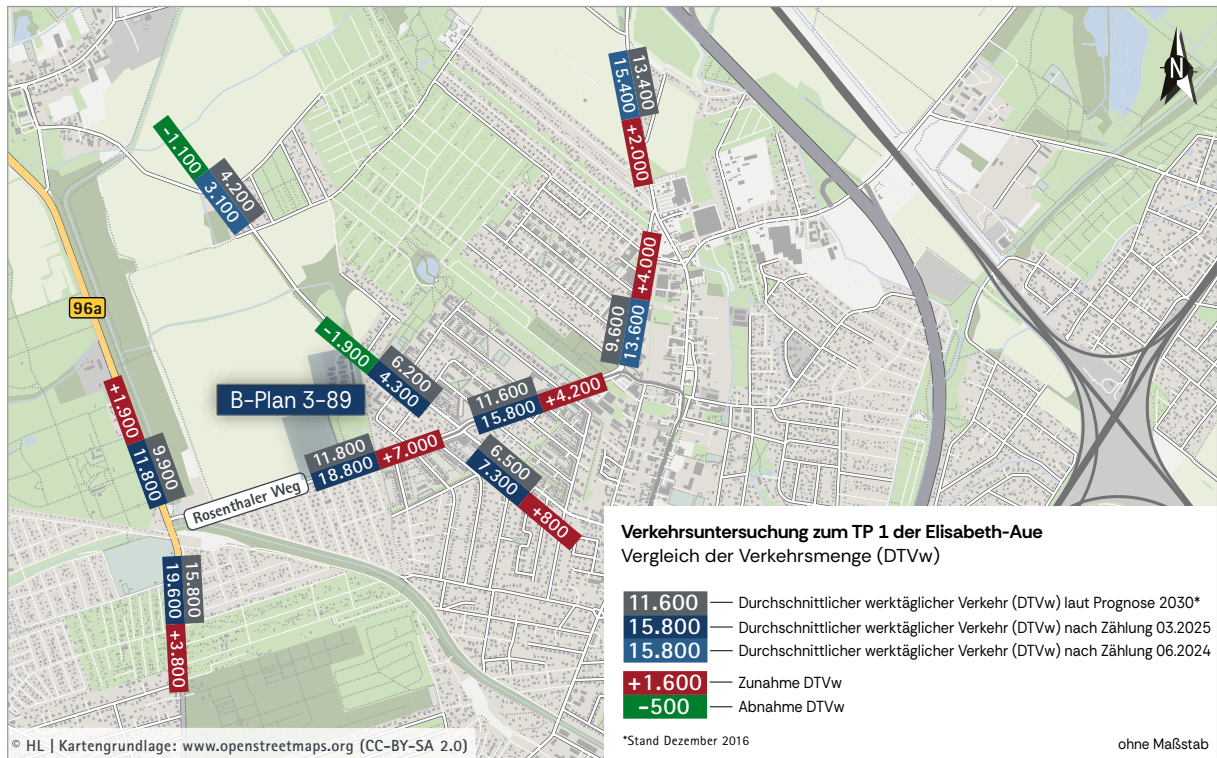 13.400
15.400
+2.000
N
-1.100
4.200
3.100
+4.000
9.600
13.600
96a
-1.900
6.200
4.300
B-Plan 3-89
11.600
15.800
+4.200
+1.900
9.900
11.800
11.800
18.800
+7.000
Rosenthaler Weg
6.500
7.300
+800
15.800
19.600
+3.800
Verkehrsuntersuchung zum TP 1 der Elisabeth-Aue
Vergleich der Verkehrsmenge (DTVw)
11.600 Durchschnittlicher werktäglicher Verkehr (DTVw) laut Prognose 2030*
15.800 Durchschnittlicher werktäglicher Verkehr (DTVw) nach Zählung 03.2025
15.800 Durchschnittlicher werktäglicher Verkehr (DTVw) nach Zählung 06.2024
+1.600 Zunahme DTVw
-500 Abnahme DTVw
*Stand Dezember 2016
ohne Maßstab
© HL | Kartengrundlage: www.openstreetmaps.org (CC-BY-SA 2.0)